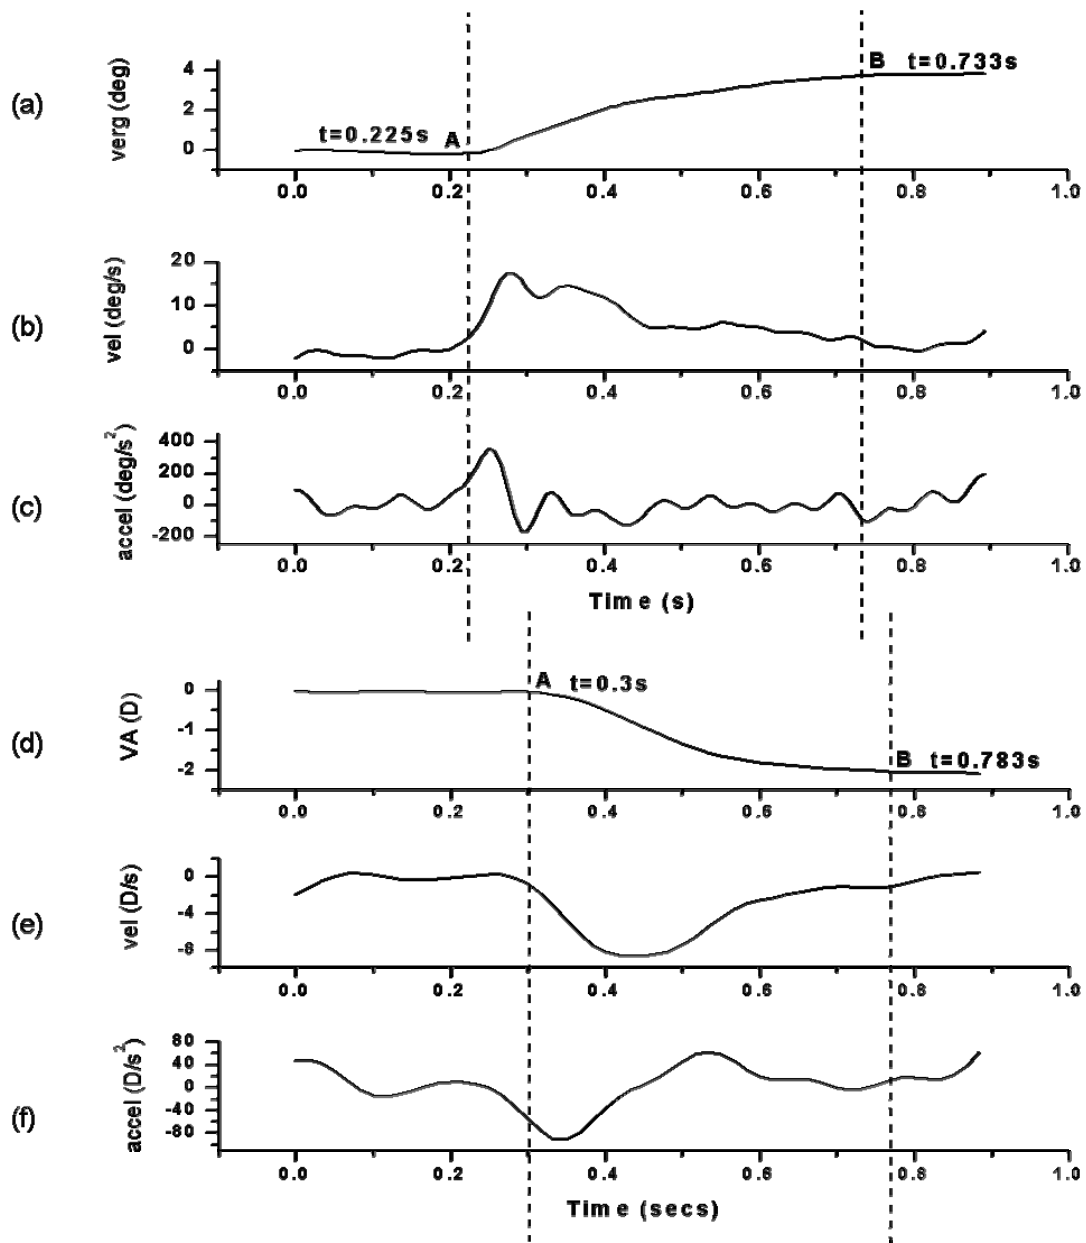 (a)
verg (deg)
4
2
0
t=0.225s A
B t=0.733s
0.0 0.2 0.4 0.6 0.8 1.0
(b)
vel (deg/s)
20
10
0
0.0 0.2 0.4 0.6 0.8 1.0
(c)
accel (deg/s²)
400
200
0
-200
0.0 0.2 0.4 0.6 0.8 1.0
Time (s)
(d)
VA (D)
0
-1
-2
A t=0.3s
B t=0.783s
0.0 0.2 0.4 0.6 0.8 1.0
(e)
vel (D/s)
0
-4
-8
0.0 0.2 0.4 0.6 0.8 1.0
(f)
accel (D/s²)
80
40
0
-40
-80
0.0 0.2 0.4 0.6 0.8 1.0
Time (secs)